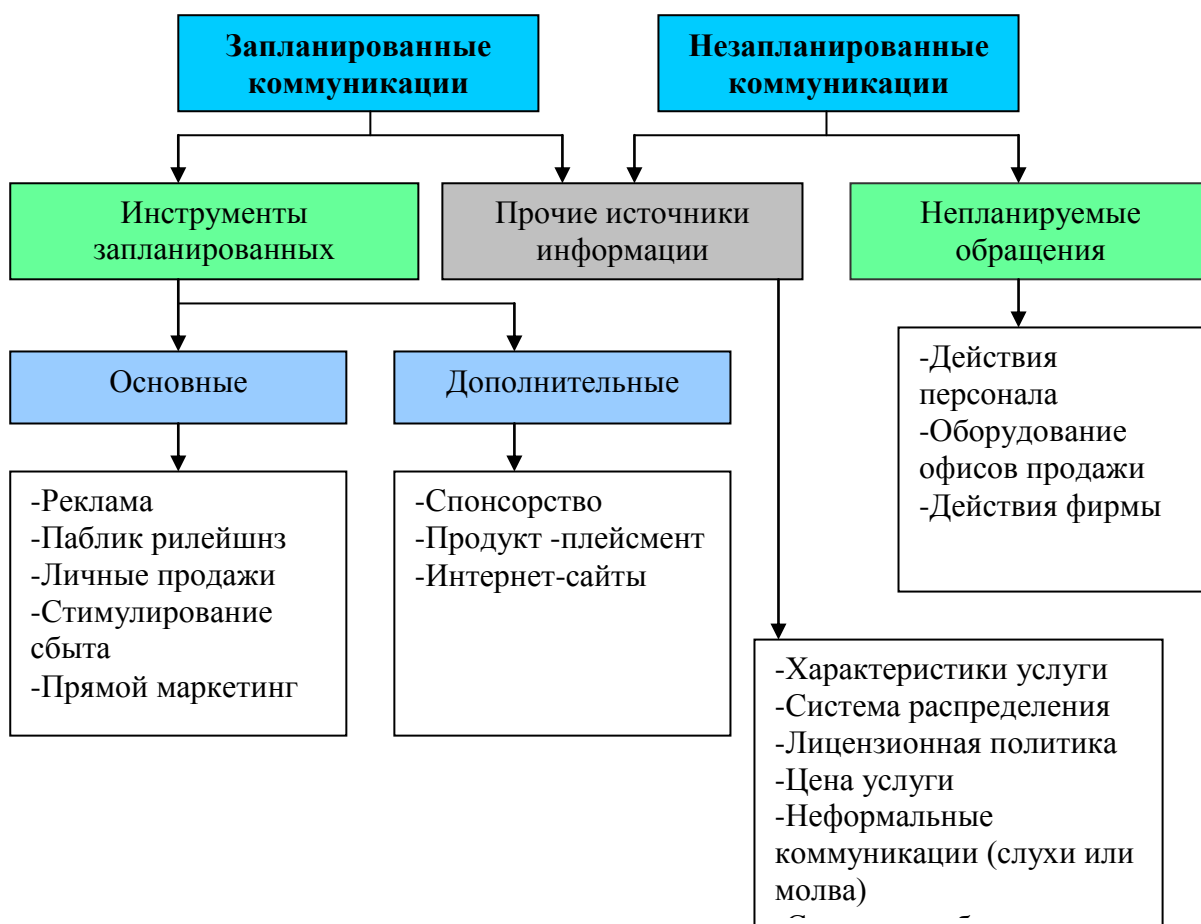 Запланированные
коммуникации
Незапланированные
коммуникации
Инструменты
запланированных
Прочие источники
информации
Непланируемые
обращения
Основные
Дополнительные
-Действия
персонала
-Оборудование
офисов продажи
-Действия фирмы
-Реклама
-Паблик рилейшнз
-Личные продажи
-Стимулирование
сбыта
-Прямой маркетинг
-Спонсорство
-Продукт -плейсмент
-Интернет-сайты
-Характеристики услуги
-Система распределения
-Лицензионная политика
-Цена услуги
-Неформальные
коммуникации (слухи или
молва)